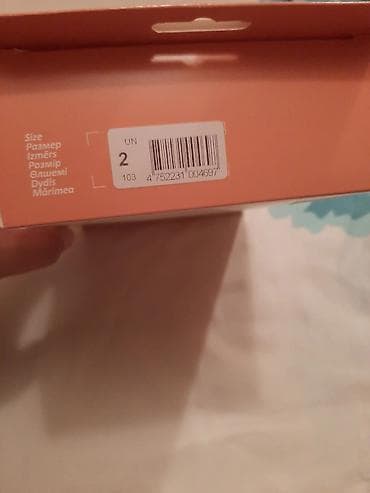 Size
Размер
Izmērs
Розмір
Өлшемі
Dydis
Mărimea
UN
2
103
4 752231 004697